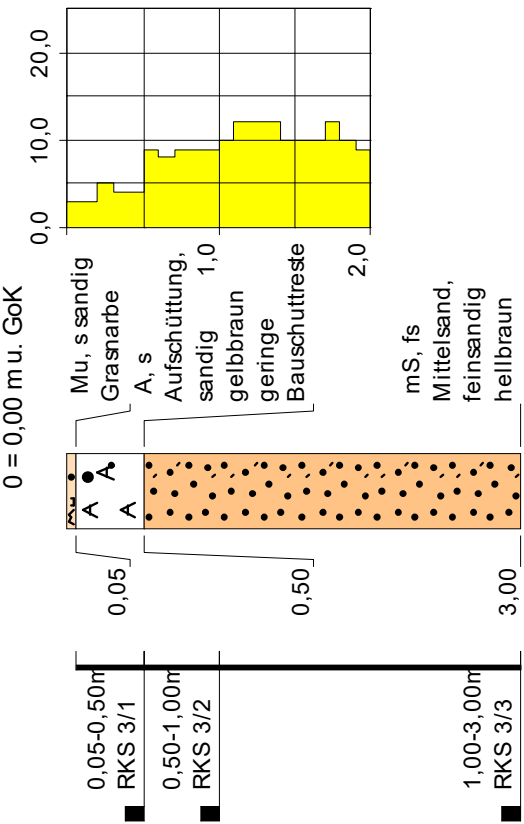 0 = 0,00 m u. GoK
0,05-0,50m
RKS 3/1
0,50-1,00m
RKS 3/2
1,00-3,00m
RKS 3/3
0,05
0,50
3,00
A
A
A
Mu, s sandig
Grasnarbe
A, s
Aufschüttung,
sandig
gelbbraun
geringe
Bauschuttreste
mS, fs
Mittelsand,
feinsandig
hellbraun
0,0
10,0
20,0
1,0
2,0